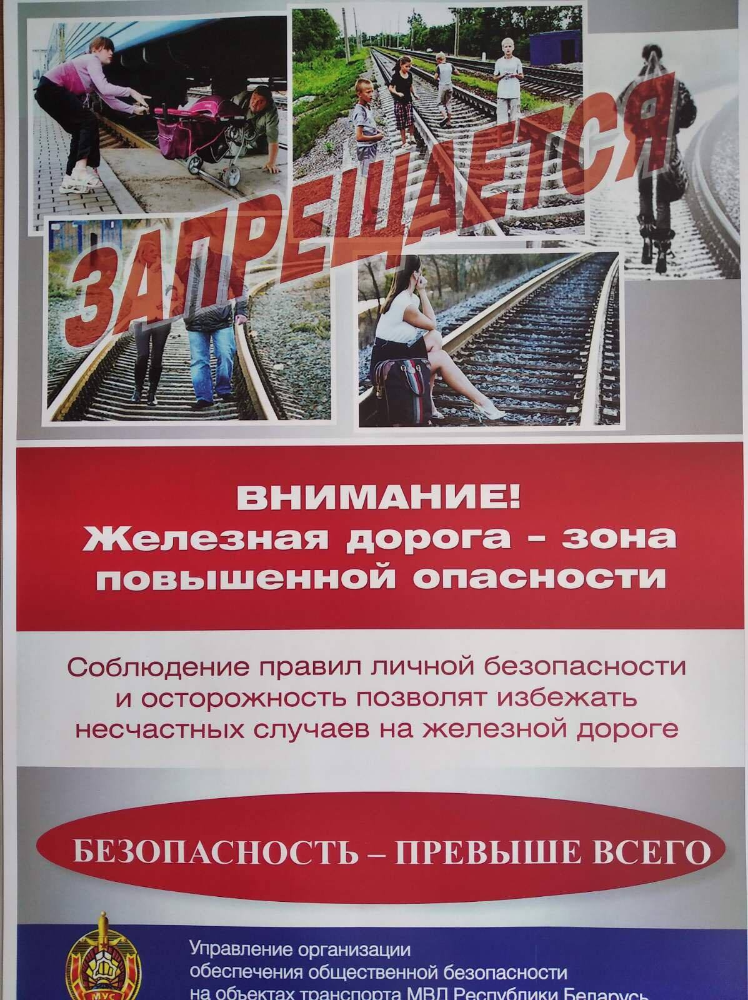 ЗАПРЕЩАЕТСЯ
ВНИМАНИЕ!
Железная дорога – зона
повышенной опасности
Соблюдение правил личной безопасности
и осторожность позволят избежать
несчастных случаев на железной дороге
БЕЗОПАСНОСТЬ – ПРЕВЫШЕ ВСЕГО
МУС
Управление организации
обеспечения общественной безопасности
на объектах транспорта МВД Республики Беларусь